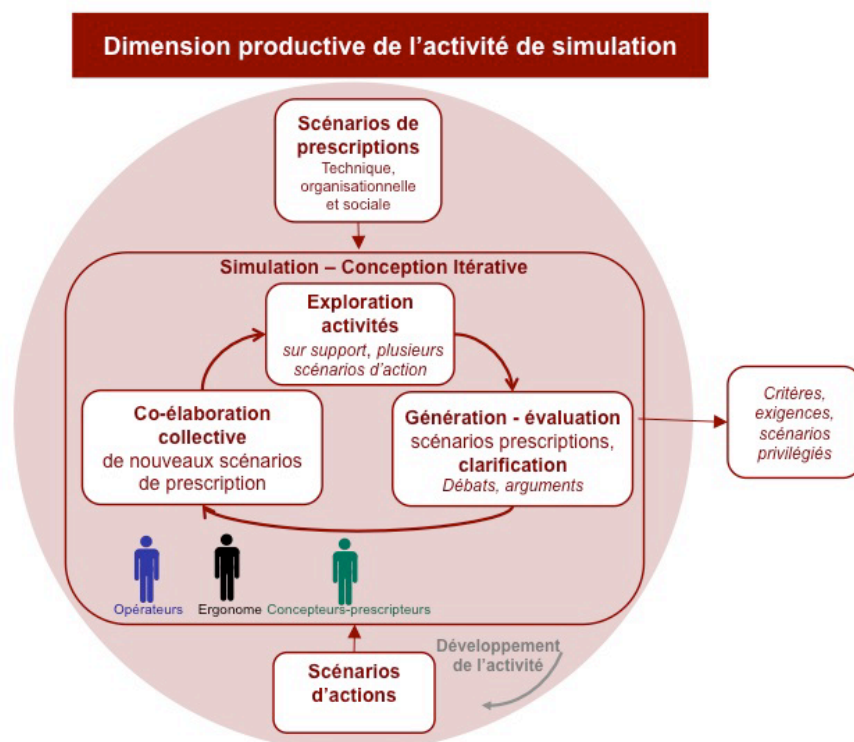 Dimension productive de l'activité de simulation
Scénarios de
prescriptions
Technique,
organisationnelle
et sociale
Simulation – Conception Itérative
Exploration
activités
sur support, plusieurs
scénarios d'action
Co-élaboration
collective
de nouveaux scénarios
de prescription
Génération - évaluation
scénarios prescriptions,
clarification
Débats, arguments
Critères,
exigences,
scénarios
privilégiés
Opérateurs
Ergonome
Concepteurs-prescripteurs
Développement
de l'activité
Scénarios
d'actions